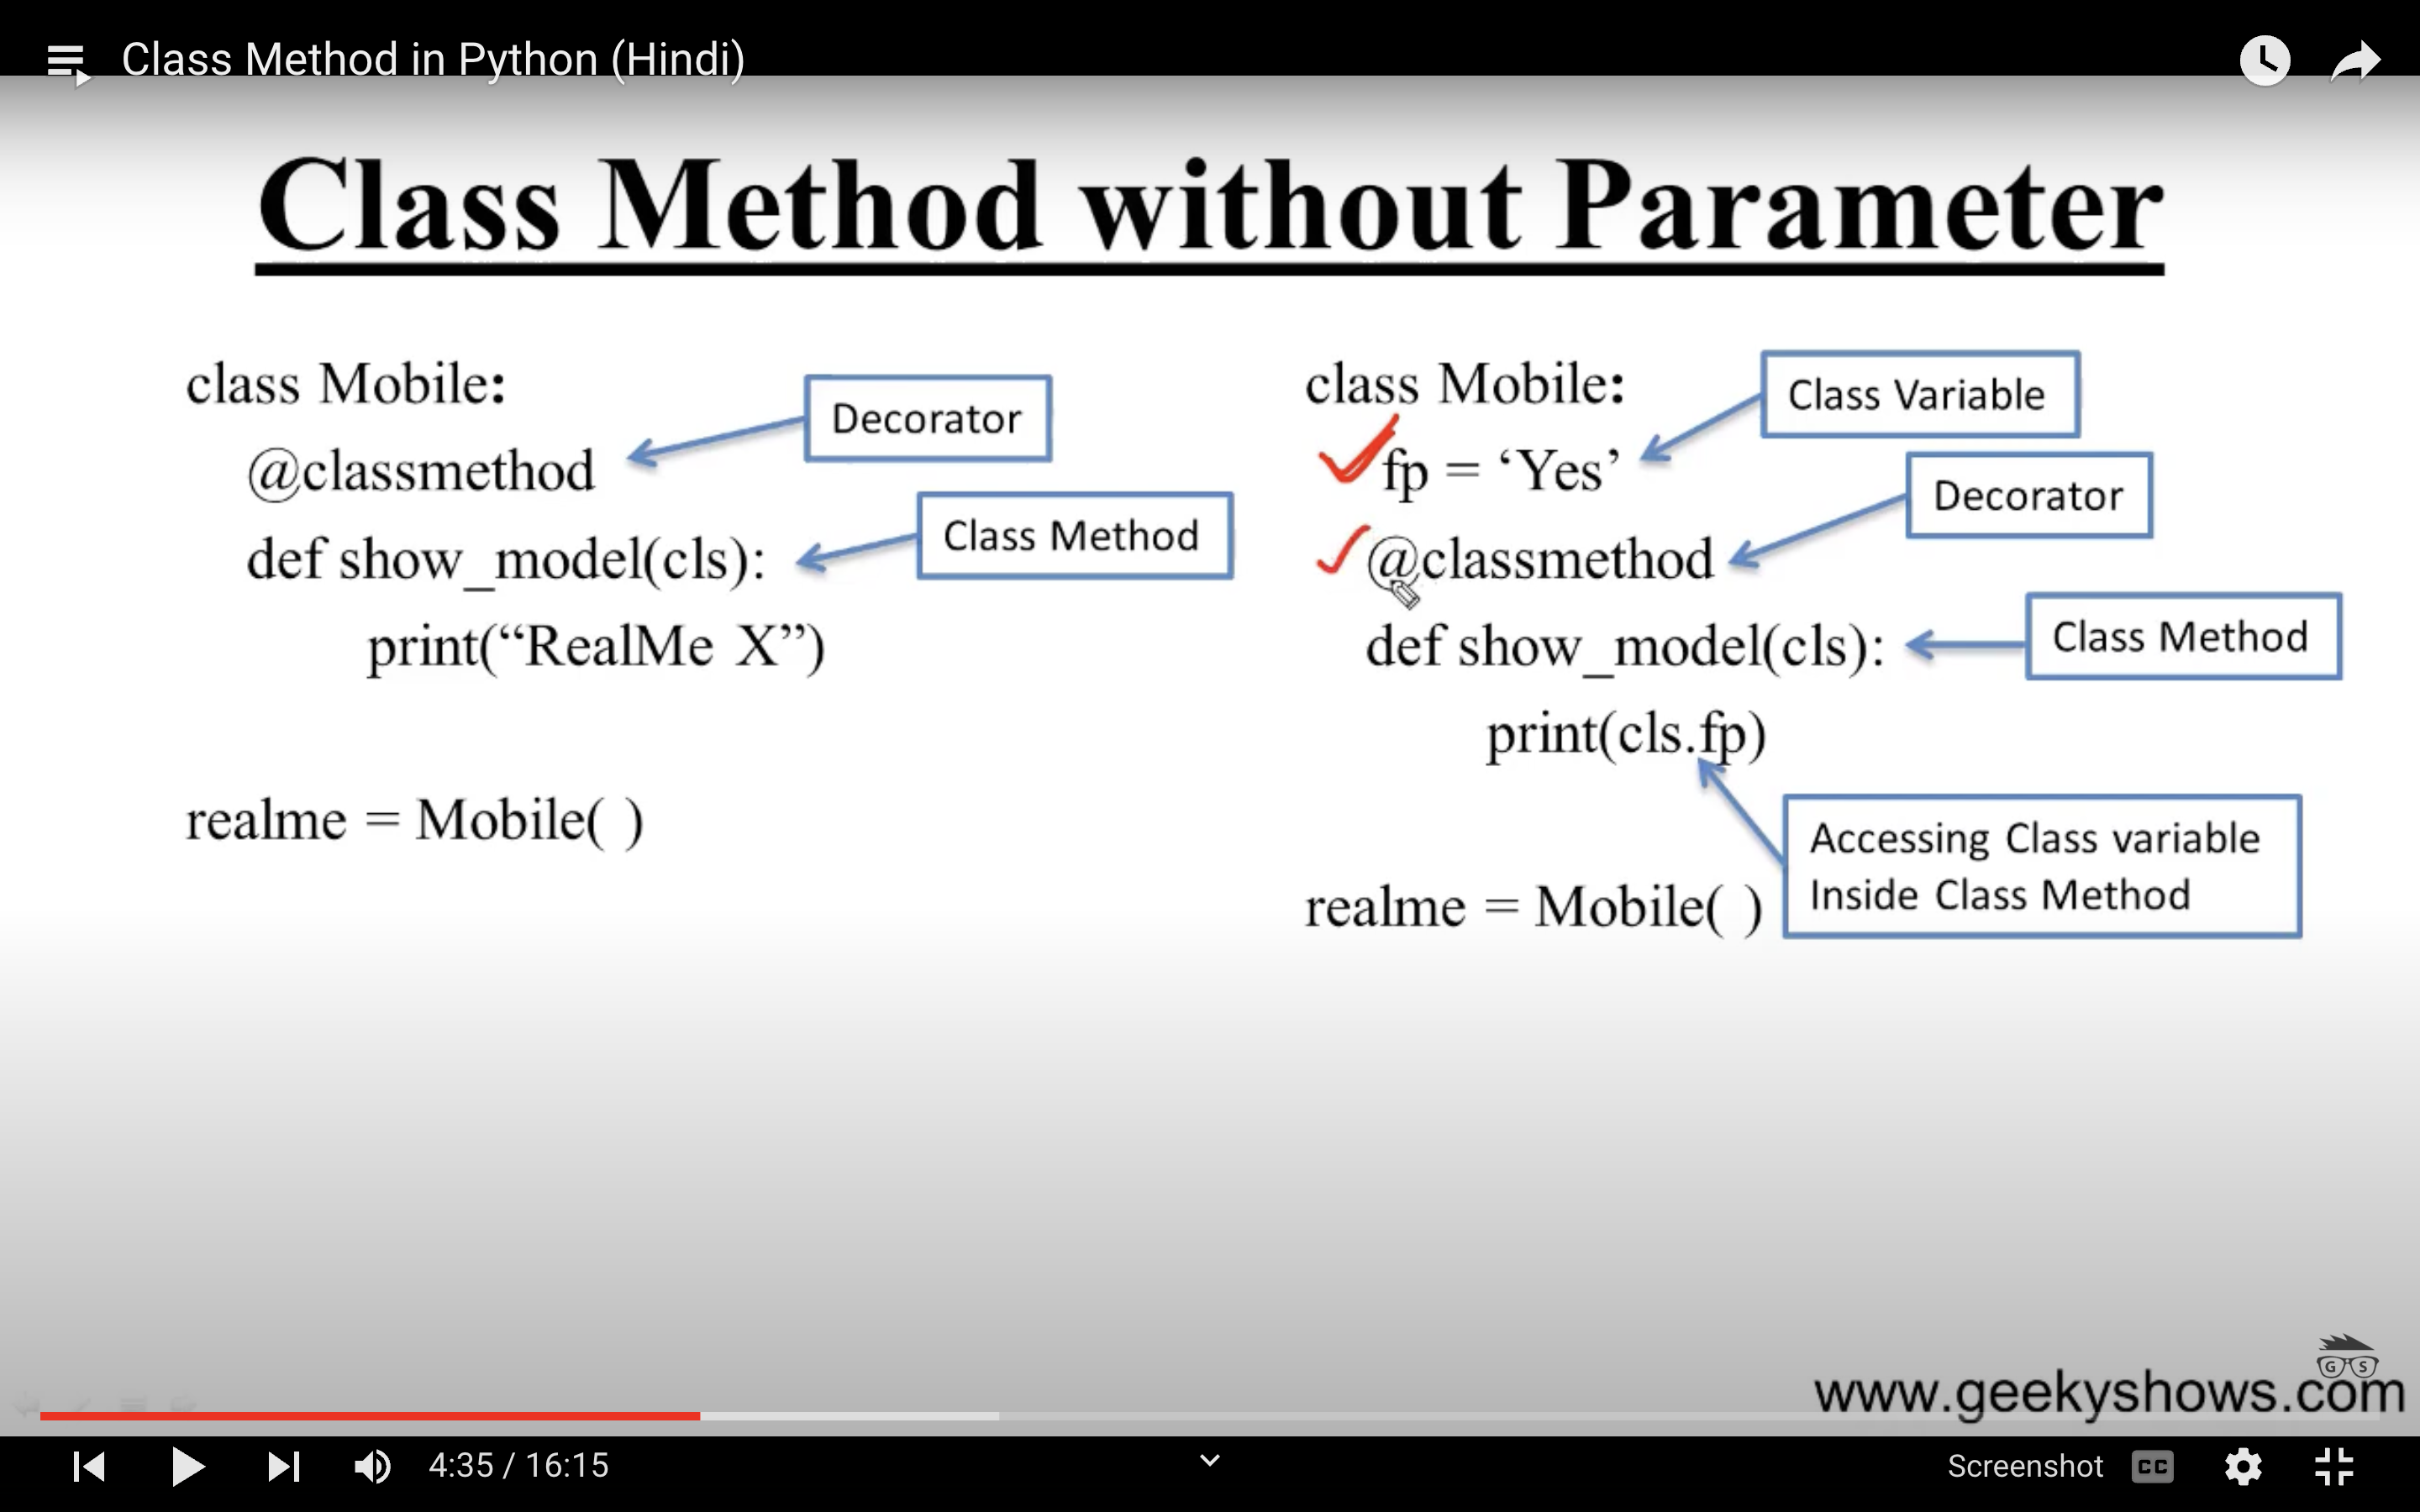 Class Method in Python (Hindi)
Class Method without Parameter
class Mobile:
@classmethod
def show_model(cls):
print(“RealMe X”)
realme = Mobile( )
Decorator
Class Method
class Mobile:
fp = ‘Yes’
@classmethod
def show_model(cls):
print(cls.fp)
realme = Mobile( )
Class Variable
Decorator
Class Method
Accessing Class variable
Inside Class Method
G S
www.geekyshows.com
4:35 / 16:15
Screenshot
CC